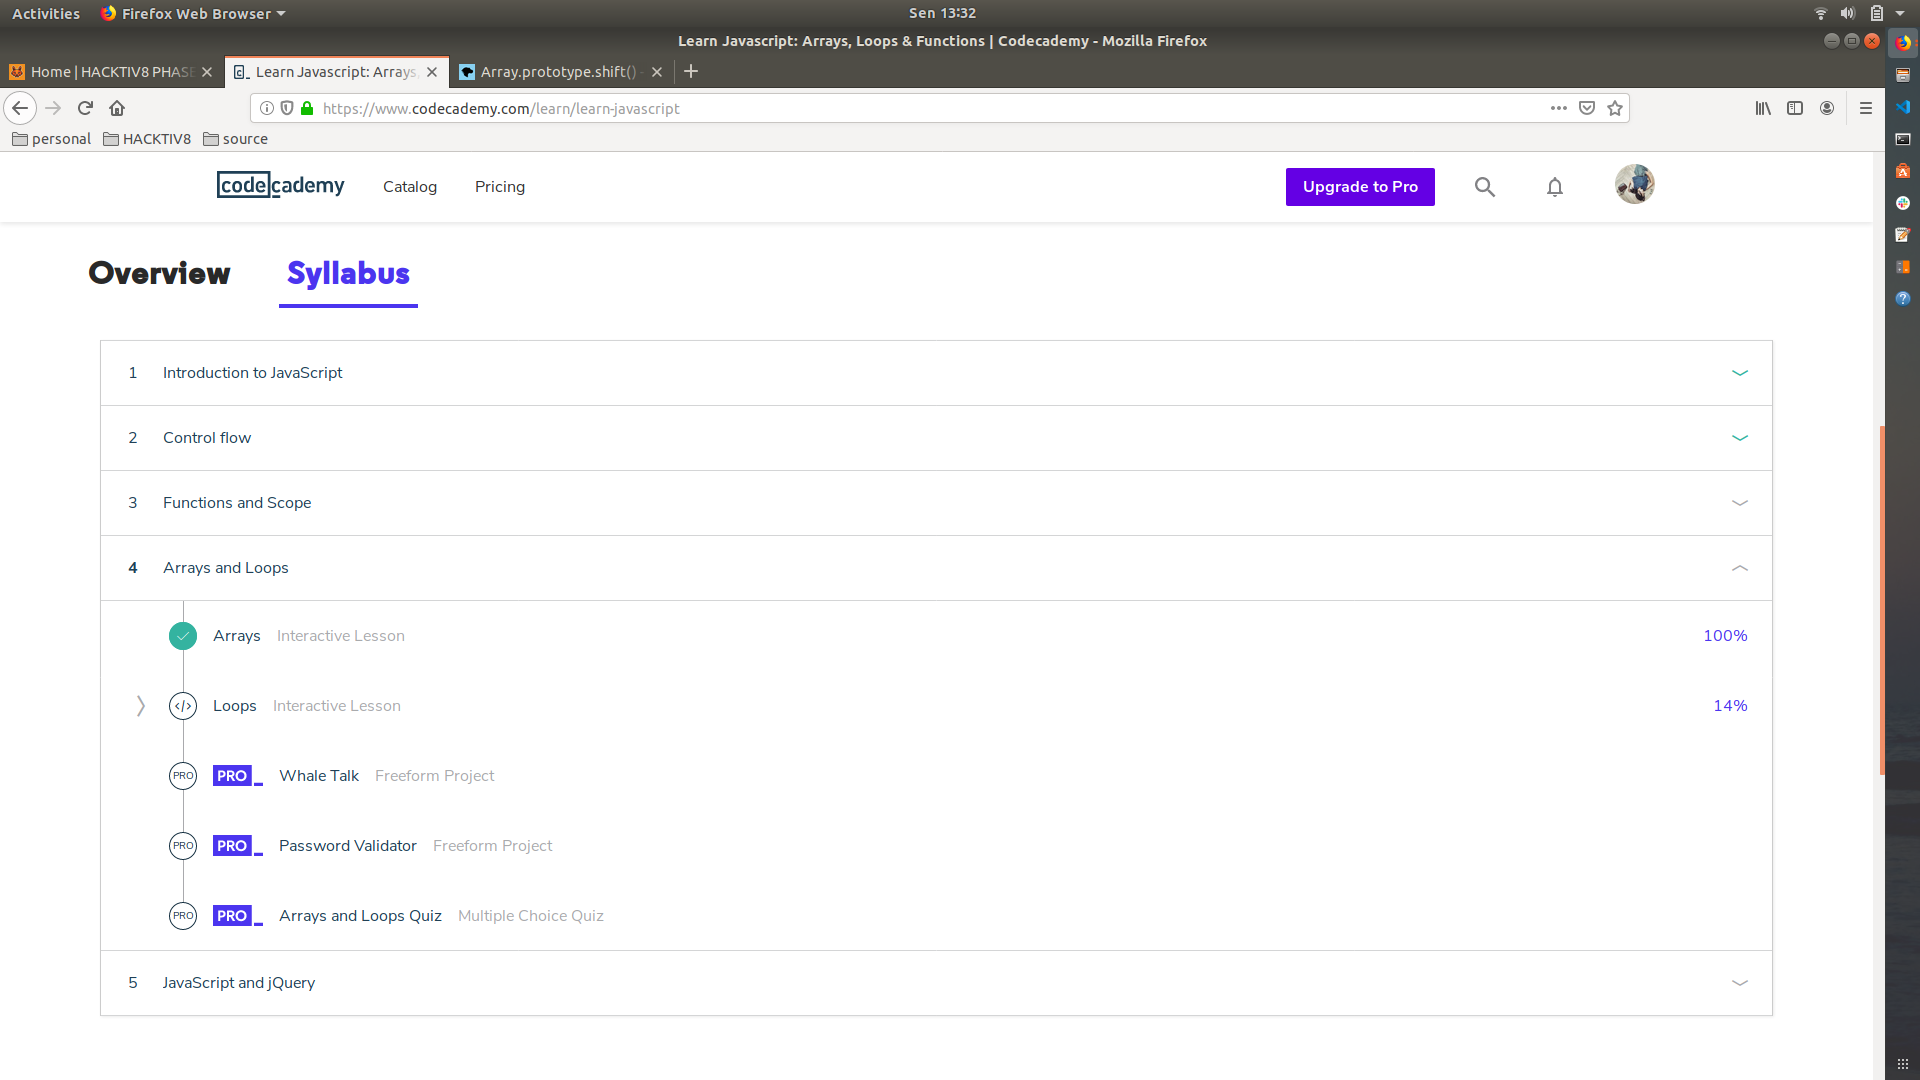 Activities Firefox Web Browser Sen 13:32
Learn Javascript: Arrays, Loops & Functions | Codecademy - Mozilla Firefox
Home | HACKTIV8 PHASE Learn Javascript: Arrays, Array.prototype.shift() -
https://www.codecademy.com/learn/learn-javascript
personal HACKTIV8 source
codecademy Catalog Pricing Upgrade to Pro
Overview Syllabus
1 Introduction to JavaScript
2 Control flow
3 Functions and Scope
4 Arrays and Loops
Arrays Interactive Lesson 100%
</> Loops Interactive Lesson 14%
PRO PRO_ Whale Talk Freeform Project
PRO PRO_ Password Validator Freeform Project
PRO PRO_ Arrays and Loops Quiz Multiple Choice Quiz
5 JavaScript and jQuery